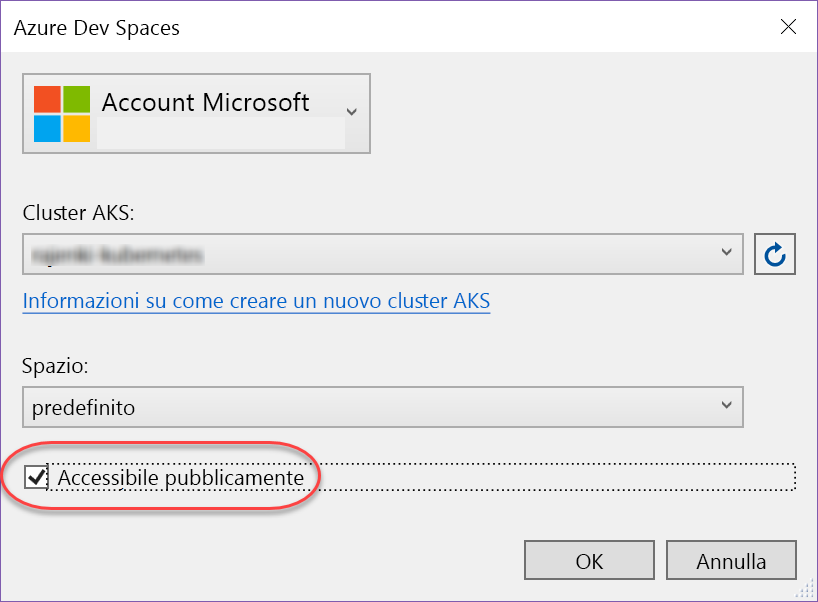 Azure Dev Spaces
Account Microsoft
Cluster AKS:
Informazioni su come creare un nuovo cluster AKS
Spazio:
predefinito
Accessibile pubblicamente
OK
Annulla